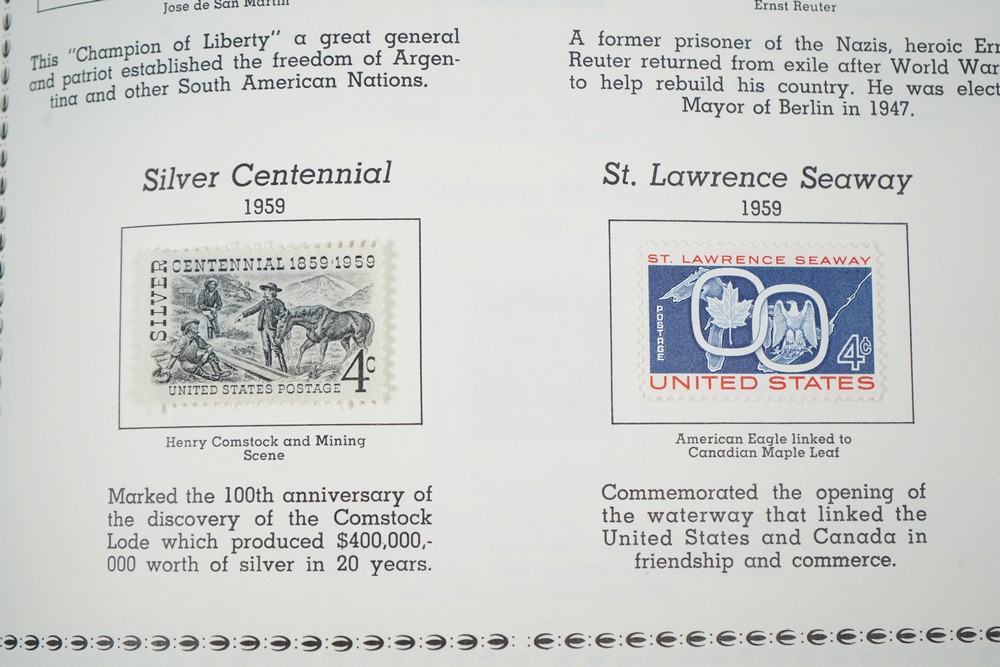 Jose de San Martin
This "Champion of Liberty" a great general
and patriot established the freedom of Argen-
tina and other South American Nations.
Silver Centennial
1959
SILVER
CENTENNIAL 1859·1959
4c
UNITED STATES POSTAGE
Henry Comstock and Mining
Scene
Marked the 100th anniversary of
the discovery of the Comstock
Lode which produced $400,000,-
000 worth of silver in 20 years.
Ernst Reuter
A former prisoner of the Nazis, heroic Ern
Reuter returned from exile after World War
to help rebuild his country. He was elect
Mayor of Berlin in 1947.
St. Lawrence Seaway
1959
ST. LAWRENCE SEAWAY
POSTAGE
4¢
UNITED STATES
American Eagle linked to
Canadian Maple Leaf
Commemorated the opening of
the waterway that linked the
United States and Canada in
friendship and commerce.